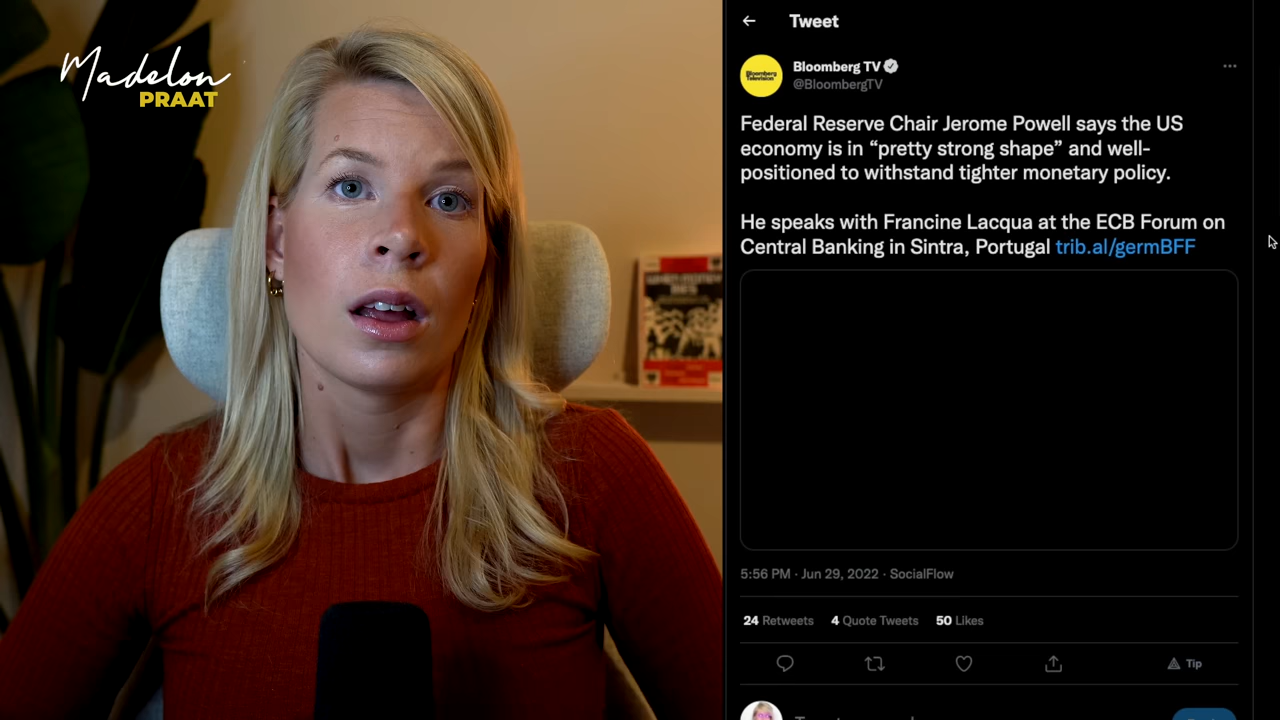 Madelon
PRAAT
Tweet
Bloomberg TV
@BloombergTV
Bloomberg
Television
Federal Reserve Chair Jerome Powell says the US
economy is in “pretty strong shape” and well-
positioned to withstand tighter monetary policy.
He speaks with Francine Lacqua at the ECB Forum on
Central Banking in Sintra, Portugal trib.al/germBFF
5:56 PM · Jun 29, 2022 · SocialFlow
24 Retweets 4 Quote Tweets 50 Likes
Tip